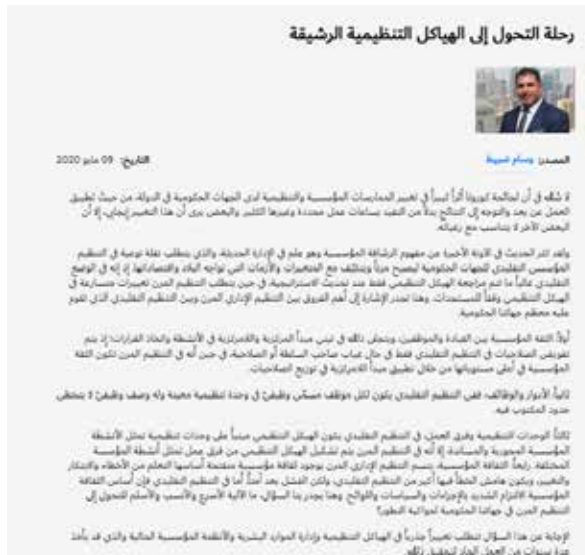 رحلة التحول إلى الهياكل التنظيمية الرشيقة
المصدر: وسام
التاريخ: 09 مايو 2020
لا شك في أن لجائحة كورونا أثراً كبيراً في تغيير الممارسات المؤسسية والتنظيمية لدى الجهات الحكومية في الدولة، من حيث تطبيق
العمل عن بعد والتوجه إلى النتائج بدلاً من التقيد بساعات عمل محددة وغيرها الكثير والبعض يرى أن هذا التغيير إيجابي، إلا أن
البعض الآخر لا يتناسب مع رغباته.
ولقد كثر الحديث في الآونة الأخيرة عن مفهوم الرشاقة المؤسسية وهو علم في الإدارة الحديثة، والذي يتطلب نقلة نوعية في التنظيم
المؤسسي التقليدي للجهات الحكومية ليصبح مرناً ويتكيف مع المتغيرات والأزمات التي تواجه البلاد واقتصاداتها، إذ إنه في الوضع
التقليدي غالباً ما تتم مراجعة الهيكل التنظيمي فقط عند تحديث الاستراتيجية، في حين يتطلب التنظيم المرن تغييرات متسارعة في
الهيكل التنظيمي وفقاً للمستجدات. وهنا تجدر الإشارة إلى أهم الفروق بين التنظيم الإداري المرن وبين التنظيم التقليدي الذي تقوم
عليه معظم جهاتنا الحكومية.
أولاً: الثقة المؤسسية بين القيادة والموظفين، ويتجلى ذلك في تبني مبدأ المركزية واللامركزية في الأنشطة واتخاذ القرارات؛ إذ يتم
تفويض الصلاحيات في التنظيم التقليدي فقط في حال غياب صاحب السلطة أو الصلاحية، في حين أنه في التنظيم المرن تكون الثقة
المؤسسية في أعلى مستوياتها من خلال تطبيق مبدأ اللامركزية في توزيع الصلاحيات.
ثانياً: الأدوار والوظائف، ففي التنظيم التقليدي يكون لكل موظف مسمّى وظيفيّ في وحدة تنظيمية معينة وله وصف وظيفيّ لا يتخطى
حدود المكتوب فيه.
ثالثاً: الوحدات التنظيمية وفرق العمل، في التنظيم التقليدي يكون الهيكل التنظيمي مبنياً على وحدات تنظيمية تمثل الأنشطة
المؤسسية المحورية والمساندة، إلا أنه في التنظيم المرن يتم تشكيل الهيكل التنظيمي من فرق عمل تمثل أنشطة المؤسسة
المختلفة. رابعاً: الثقافة المؤسسية، يتسم التنظيم الإداري المرن بوجود ثقافة مؤسسية منفتحة أساسها التعلم من الأخطاء والابتكار
والتغيير، ويكون هامش الخطأ فيها أكبر من التنظيم التقليدي، ولكن الفشل بعد أمداً أما في التنظيم التقليدي فإن أساس الثقافة
المؤسسية الالتزام الشديد بالإجراءات والسياسات واللوائح. وهنا يجدر بنا السؤال، ما الآلية الأسرع والأنسب والأسلم للتحول إلى
التنظيم المرن في جهاتنا الحكومية لمواكبة التطور؟
الإجابة عن هذا السؤال تتطلب تغييراً جذرياً في الهياكل التنظيمية وإدارة الموارد البشرية والأنظمة المؤسسية الحالية والذي قد يأخذ
عدة سنوات من العمل الجاد لتحقيق ذلك.